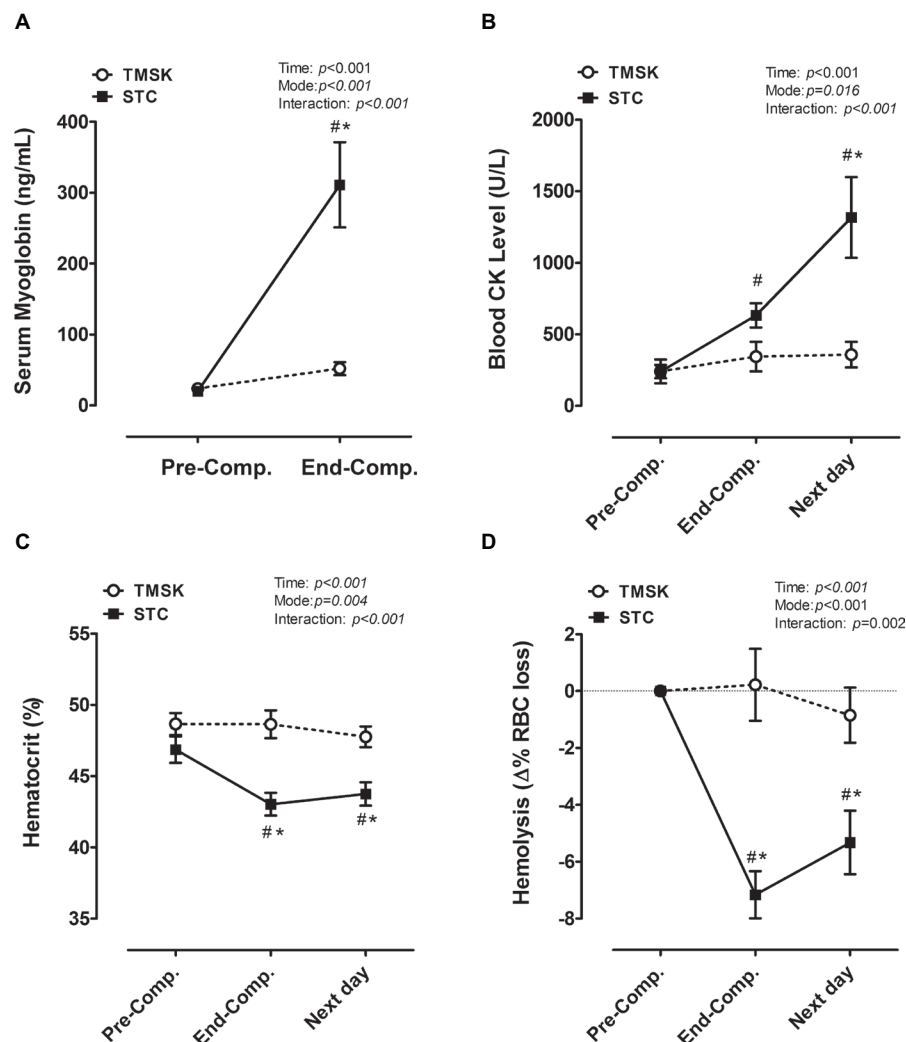 A
TMSK
STC
Time: p<0.001
Mode:p<0.001
Interaction: p<0.001
#*
Serum Myoglobin (ng/mL)
400
300
200
100
0
Pre-Comp.
End-Comp.
B
TMSK
STC
Time: p<0.001
Mode:p=0.016
Interaction: p<0.001
#*
#
Blood CK Level (U/L)
2000
1500
1000
500
0
Pre-Comp.
End-Comp.
Next day
C
TMSK
STC
Time: p<0.001
Mode:p=0.004
Interaction: p<0.001
Hematocrit (%)
55
51
47
43
39
35
#*
#*
Pre-Comp.
End-Comp.
Next day
D
TMSK
STC
Time: p<0.001
Mode:p<0.001
Interaction: p=0.002
Hemolysis (Δ% RBC loss)
2
0
-2
-4
-6
-8
#*
#*
Pre-Comp.
End-Comp.
Next day